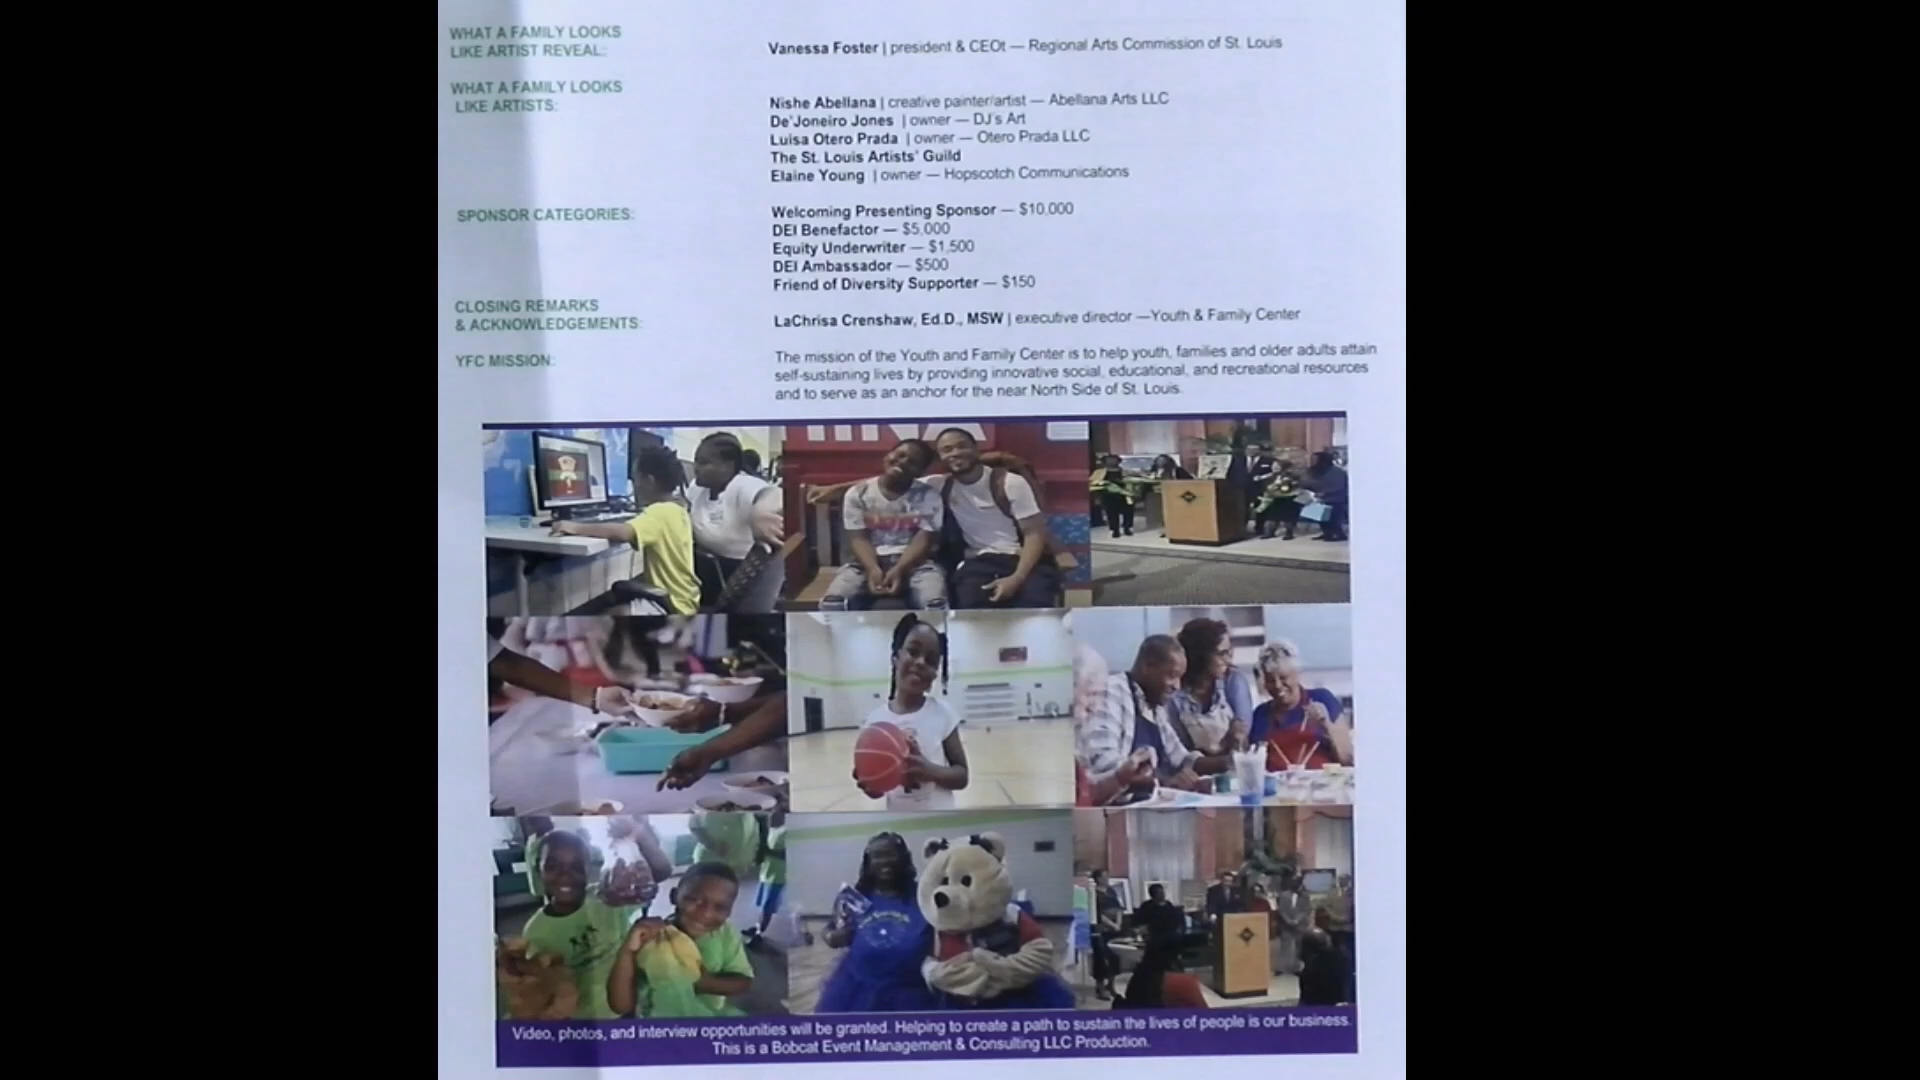 WHAT A FAMILY LOOKS
LIKE ARTIST REVEAL:
Vanessa Foster | president & CEOt — Regional Arts Commission of St. Louis
WHAT A FAMILY LOOKS
LIKE ARTISTS:
Nishe Abellana | creative painter/artist — Abellana Arts LLC
De'Joneiro Jones | owner — DJ's Art
Luisa Otero Prada | owner — Otero Prada LLC
The St. Louis Artists' Guild
Elaine Young | owner — Hopscotch Communications
SPONSOR CATEGORIES:
Welcoming Presenting Sponsor — $10,000
DEI Benefactor — $5,000
Equity Underwriter — $1,500
DEI Ambassador — $500
Friend of Diversity Supporter — $150
CLOSING REMARKS
& ACKNOWLEDGEMENTS:
LaChrisa Crenshaw, Ed.D., MSW | executive director —Youth & Family Center
YFC MISSION:
The mission of the Youth and Family Center is to help youth, families and older adults attain
self-sustaining lives by providing innovative social, educational, and recreational resources
and to serve as an anchor for the near North Side of St. Louis.
Video, photos, and interview opportunities will be granted. Helping to create a path to sustain the lives of people is our business.
This is a Bobcat Event Management & Consulting LLC Production.